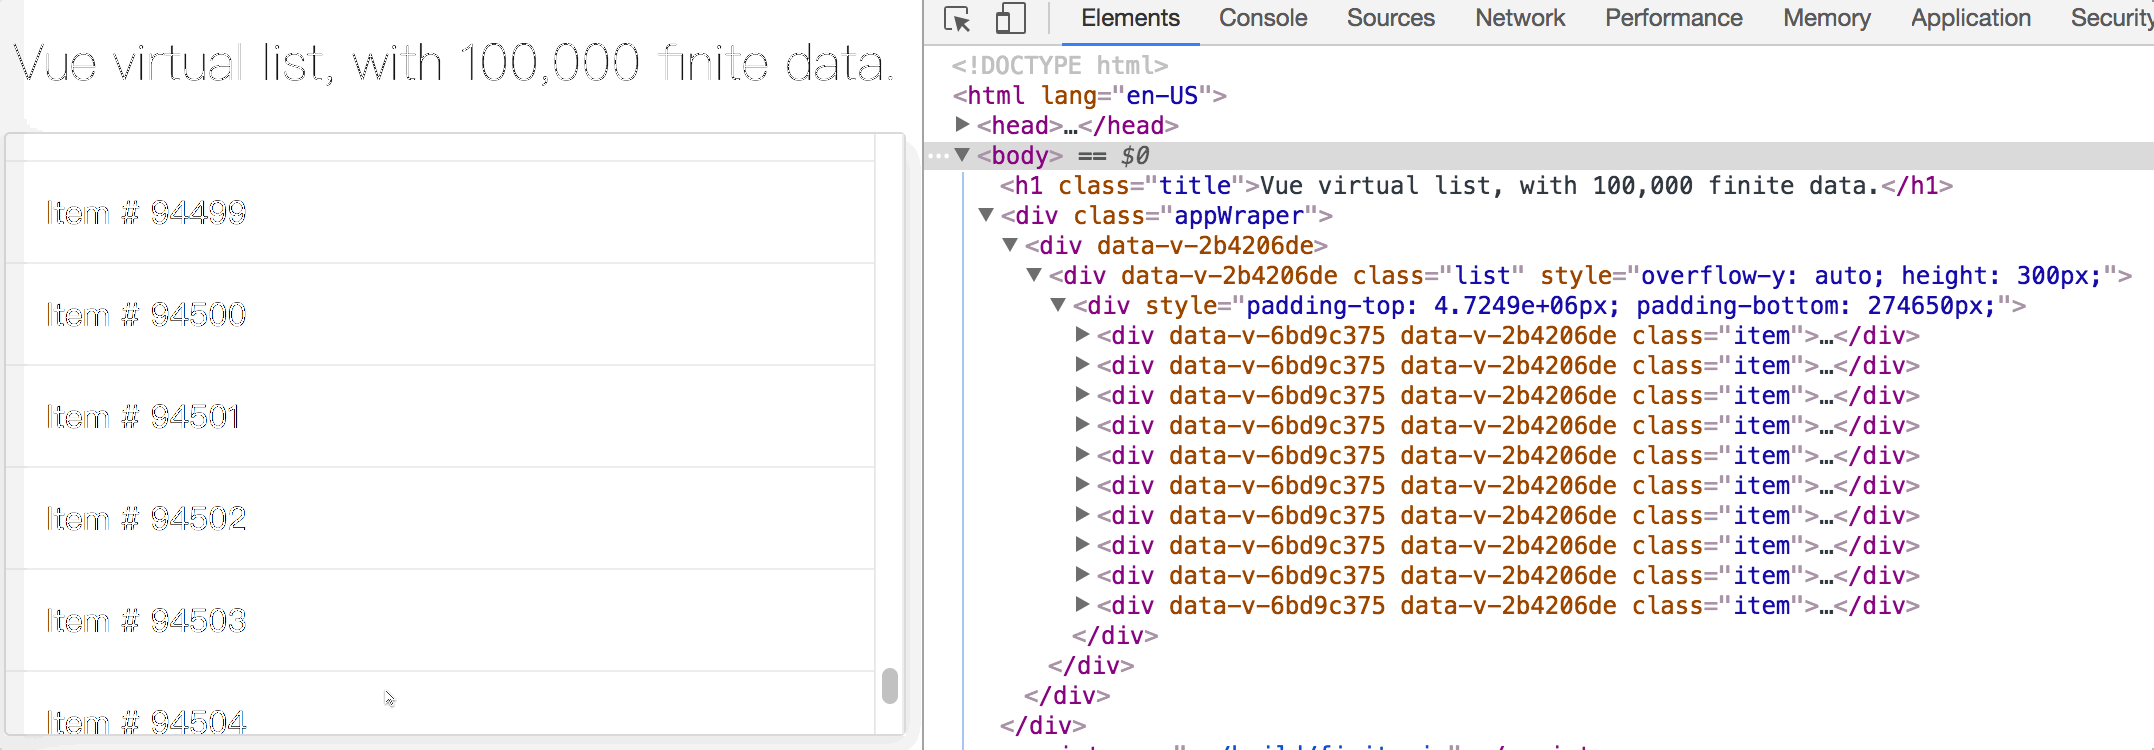 Vue virtual list, with 100,000 finite data.
Item # 94499
Item # 94500
Item # 94501
Item # 94502
Item # 94503
Item # 94504
Elements Console Sources Network Performance Memory Application Security
<!DOCTYPE html>
<html lang="en-US">
<head>…</head>
<body> == $0
<h1 class="title">Vue virtual list, with 100,000 finite data.</h1>
<div class="appWraper">
<div data-v-2b4206de>
<div data-v-2b4206de class="list" style="overflow-y: auto; height: 300px;">
<div style="padding-top: 4.7249e+06px; padding-bottom: 274650px;">
<div data-v-6bd9c375 data-v-2b4206de class="item">…</div>
<div data-v-6bd9c375 data-v-2b4206de class="item">…</div>
<div data-v-6bd9c375 data-v-2b4206de class="item">…</div>
<div data-v-6bd9c375 data-v-2b4206de class="item">…</div>
<div data-v-6bd9c375 data-v-2b4206de class="item">…</div>
<div data-v-6bd9c375 data-v-2b4206de class="item">…</div>
<div data-v-6bd9c375 data-v-2b4206de class="item">…</div>
<div data-v-6bd9c375 data-v-2b4206de class="item">…</div>
<div data-v-6bd9c375 data-v-2b4206de class="item">…</div>
<div data-v-6bd9c375 data-v-2b4206de class="item">…</div>
</div>
</div>
</div>
</div>